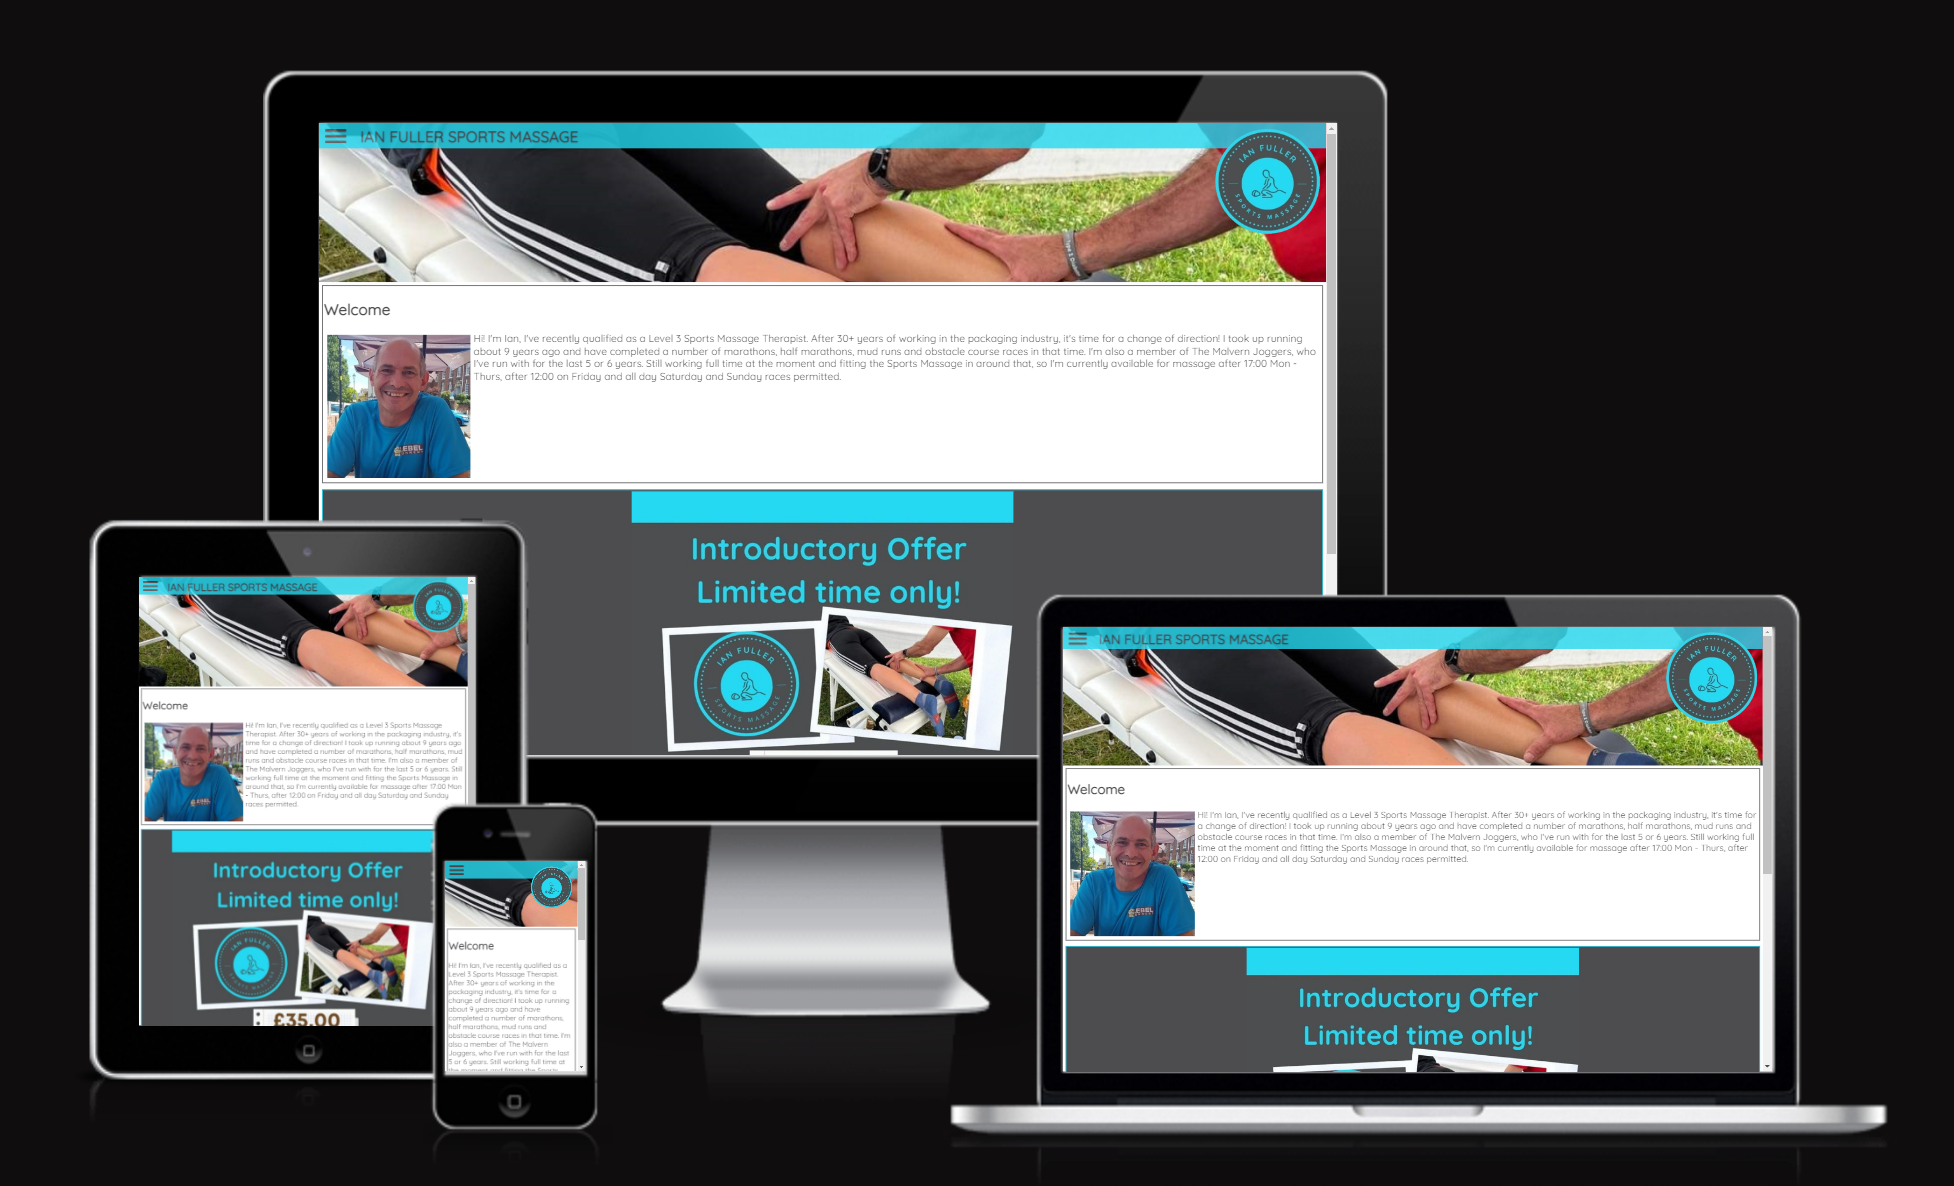 IAN FULLER SPORTS MASSAGE
IAN FULLER
SPORTS MASSAGE
Welcome
Hi! I'm Ian, I've recently qualified as a Level 3 Sports Massage Therapist. After 30+ years of working in the packaging industry, it's time for a change of direction! I took up running
about 9 years ago and have completed a number of marathons, half marathons, mud runs and obstacle course races in that time. I'm also a member of The Malvern Joggers, who
I've run with for the last 5 or 6 years. Still working full time at the moment and fitting the Sports Massage in around that, so I'm currently available for massage after 17:00 Mon -
Thurs, after 12:00 on Friday and all day Saturday and Sunday races permitted.
Introductory Offer
Limited time only!
IAN FULLER
SPORTS MASSAGE
IAN FULLER SPORTS MASSAGE
Welcome
Hi! I'm Ian, I've recently qualified as a Level 3 Sports Massage
Therapist. After 30+ years of working in the packaging industry, it's
time for a change of direction! I took up running about 9 years ago
and have completed a number of marathons, half marathons, mud
runs and obstacle course races in that time. I'm also a member of
The Malvern Joggers, who I've run with for the last 5 or 6 years. Still
working full time at the moment and fitting the Sports Massage in
around that, so I'm currently available for massage after 17:00 Mon
- Thurs, after 12:00 on Friday and all day Saturday and Sunday
races permitted.
Introductory Offer
Limited time only!
IAN FULLER
SPORTS MASSAGE
£35.00
Welcome
Hi! I'm Ian, I've recently qualified as a
Level 3 Sports Massage Therapist.
After 30+ years of working in the
packaging industry, it's time for a
change of direction! I took up running
about 9 years ago and have
completed a number of marathons,
half marathons, mud runs and
obstacle course races in that time. I'm
also a member of The Malvern
Joggers, who I've run with for the last
5 or 6 years. Still working full time at
the moment and fitting the Sports
IAN FULLER SPORTS MASSAGE
IAN FULLER
SPORTS MASSAGE
Welcome
Hi! I'm Ian, I've recently qualified as a Level 3 Sports Massage Therapist. After 30+ years of working in the packaging industry, it's time for
a change of direction! I took up running about 9 years ago and have completed a number of marathons, half marathons, mud runs and
obstacle course races in that time. I'm also a member of The Malvern Joggers, who I've run with for the last 5 or 6 years. Still working full
time at the moment and fitting the Sports Massage in around that, so I'm currently available for massage after 17:00 Mon - Thurs, after
12:00 on Friday and all day Saturday and Sunday races permitted.
Introductory Offer
Limited time only!